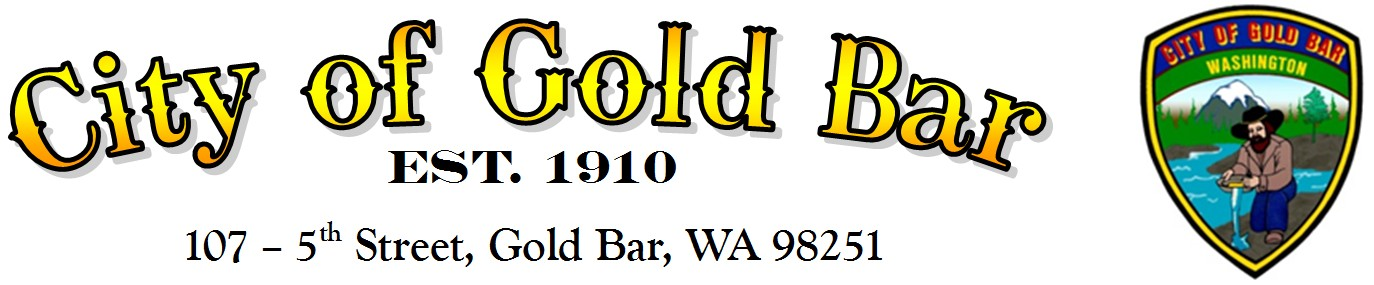 City of Gold Bar
EST. 1910
107 – 5th Street, Gold Bar, WA 98251
CITY OF GOLD BAR
WASHINGTON